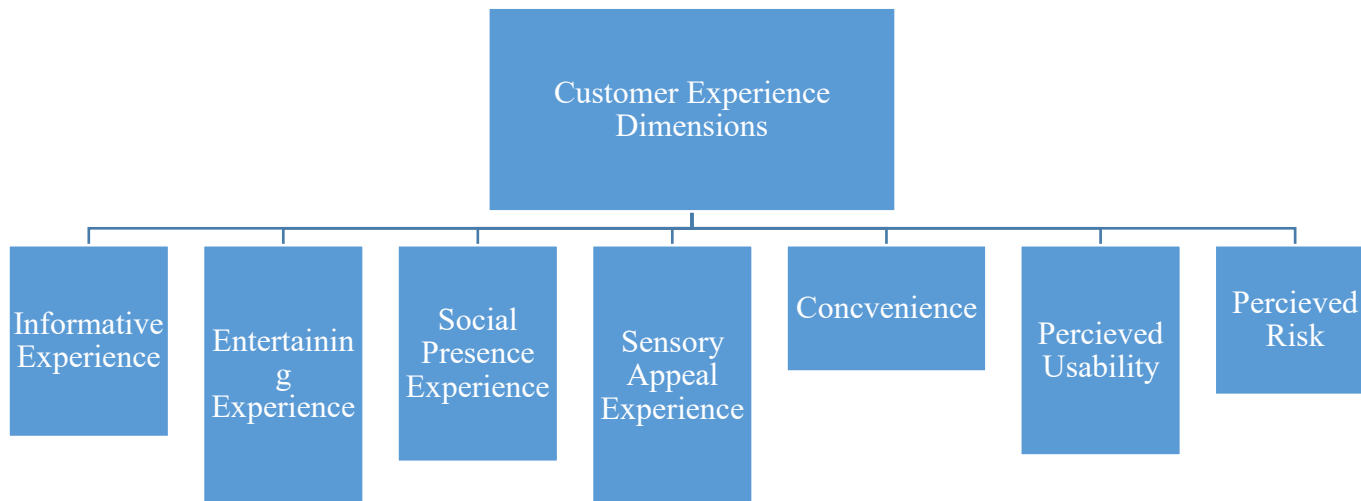 Customer Experience
Dimensions
Informative
Experience
Entertainin
g
Experience
Social
Presence
Experience
Sensory
Appeal
Experience
Concvenience
Percieved
Usability
Percieved
Risk